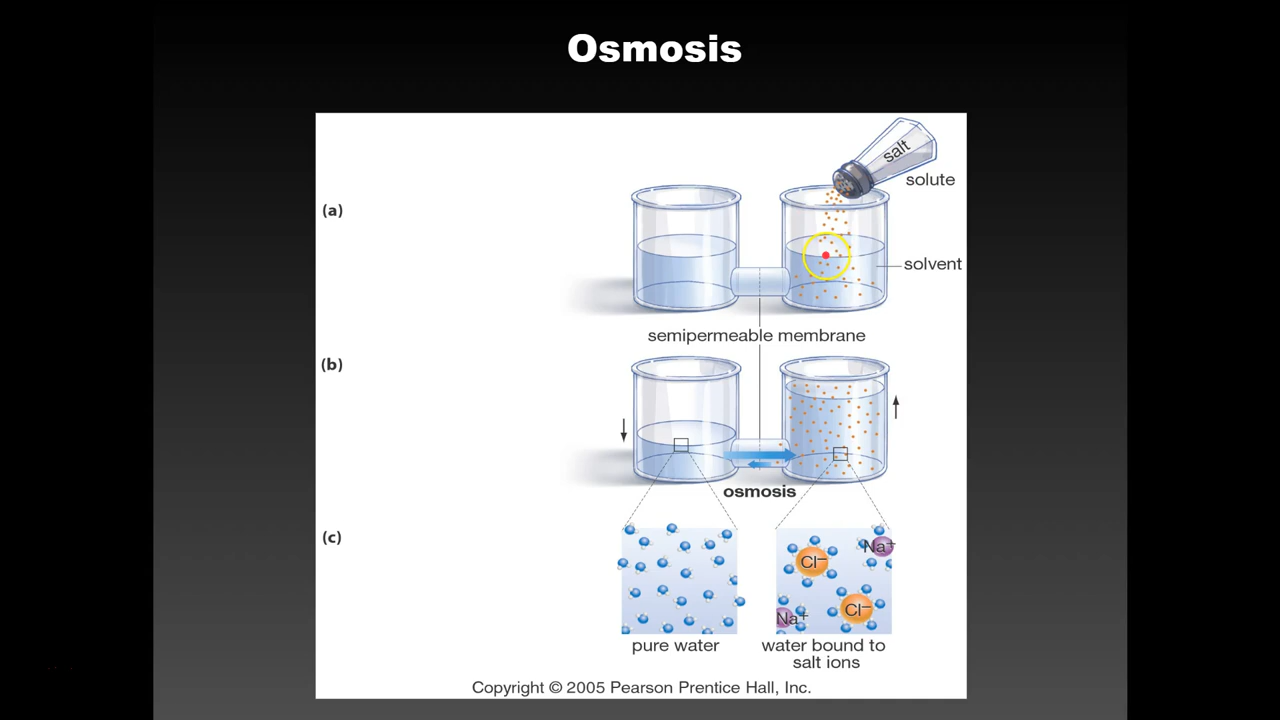 Osmosis
salt
solute
(a)
solvent
semipermeable membrane
(b)
osmosis
(c)
Na+
Cl−
Cl−
Na+
pure water
water bound to
salt ions
Copyright © 2005 Pearson Prentice Hall, Inc.